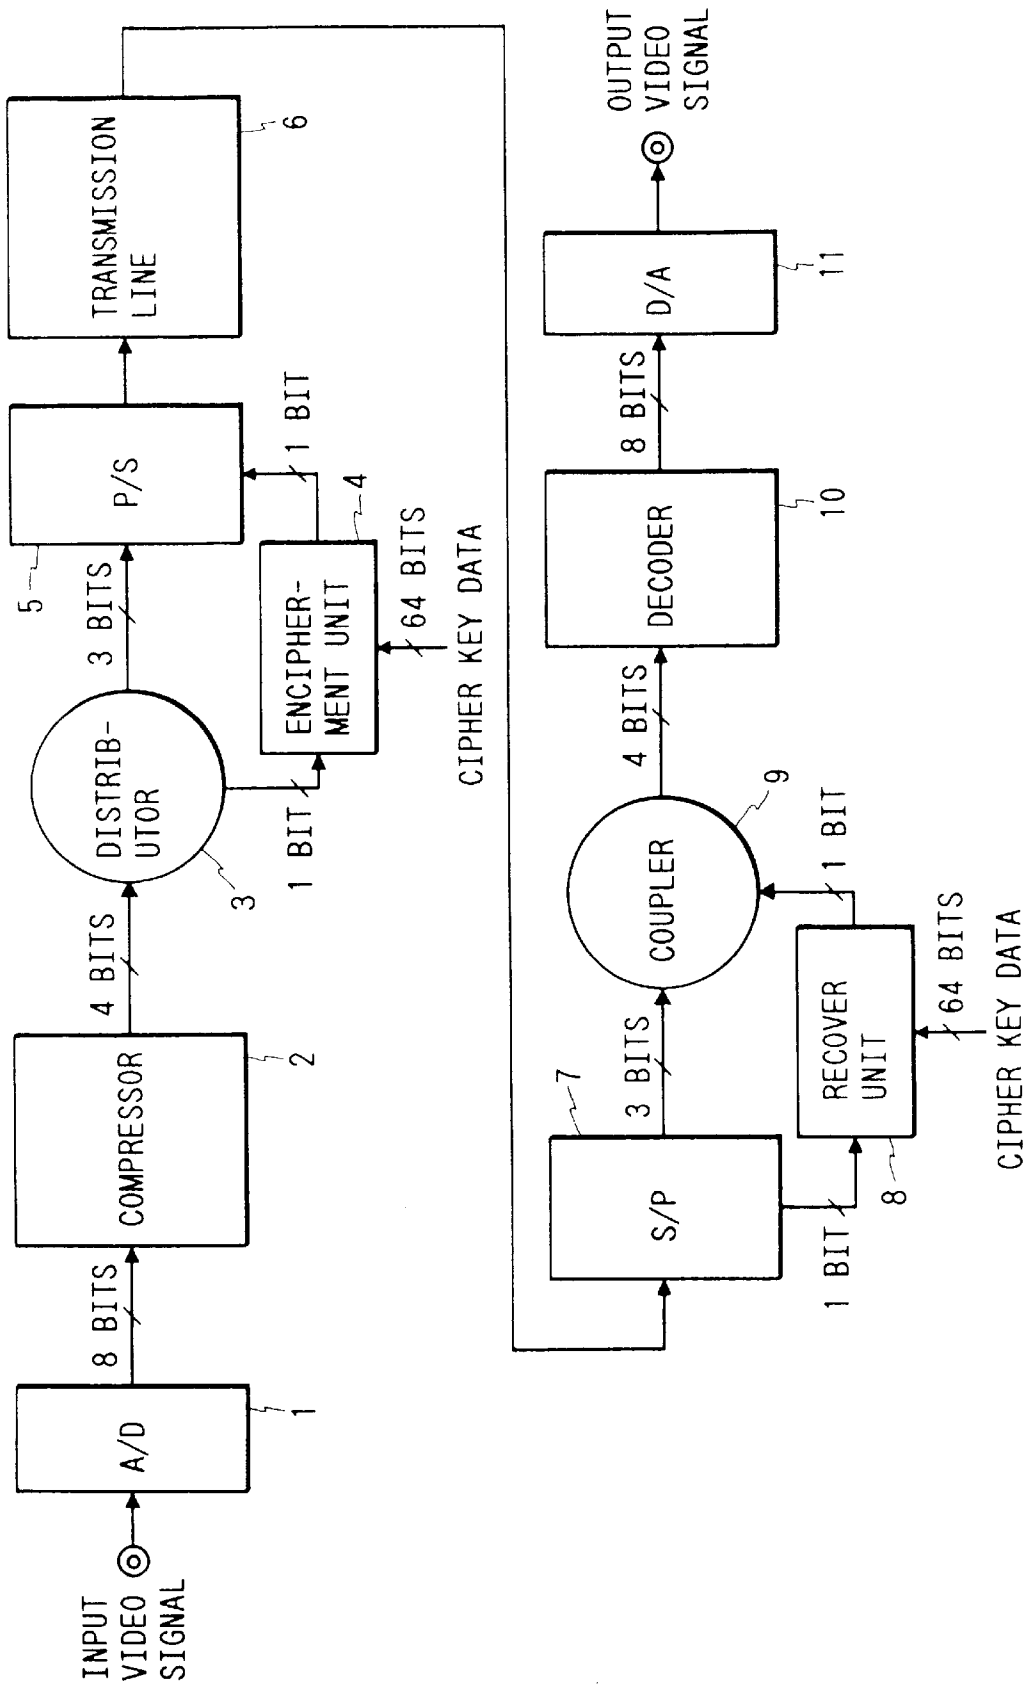 INPUT
VIDEO
SIGNAL
A/D
1
8 BITS
COMPRESSOR
2
4 BITS
DISTRIB-
UTOR
3
3 BITS
1 BIT
ENCIPHER-
MENT UNIT
4
64 BITS
CIPHER KEY DATA
1 BIT
P/S
5
TRANSMISSION
LINE
6
S/P
7
3 BITS
1 BIT
RECOVER
UNIT
8
64 BITS
CIPHER KEY DATA
1 BIT
COUPLER
9
4 BITS
DECODER
10
8 BITS
D/A
11
OUTPUT
VIDEO
SIGNAL